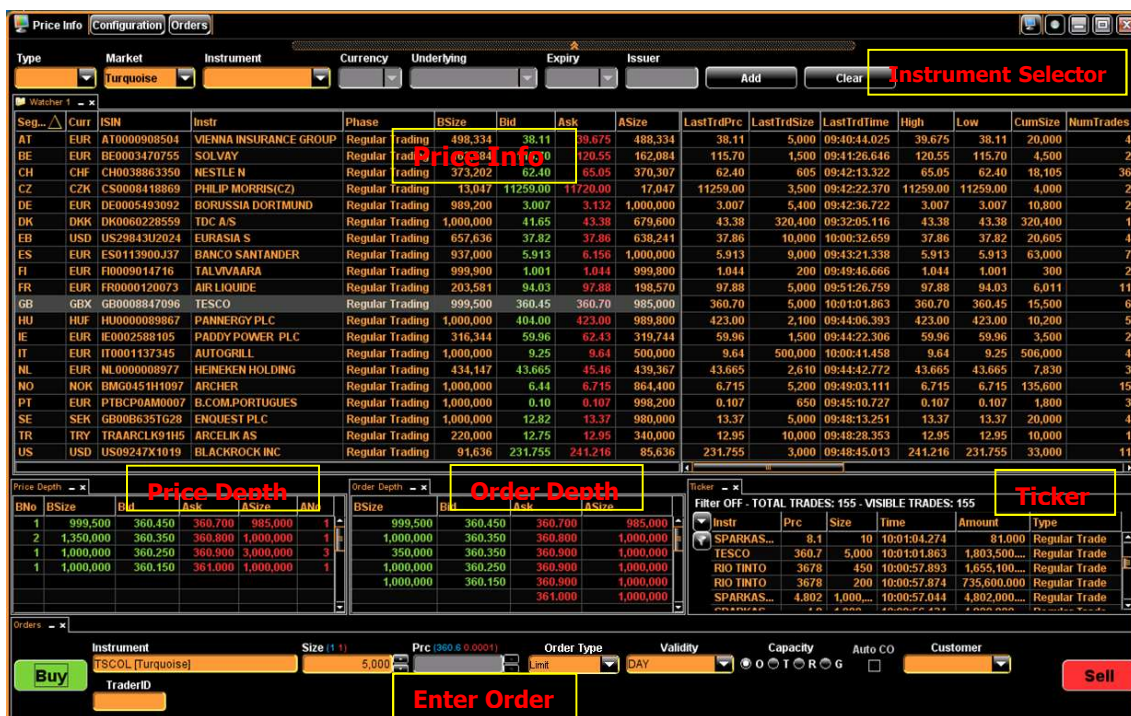 Price Info Configuration Orders
Type Market Instrument Currency Underlying Expiry Issuer
Turquoise Add Clear Instrument Selector
Watcher 1
Seg... Curr ISIN Instr Phase BSize Bid Ask ASize LastTrdPrc LastTrdSize LastTrdTime High Low CumSize NumTrades
AT EUR AT0000908504 VIENNA INSURANCE GROUP Regular Trading 498,334 38.11 39.675 488,334 38.11 5,000 09:40:44.025 39.675 38.11 20,000 4
BE EUR BE0003470755 SOLVAY Regular Trading 120.55 162,084 115.70 1,500 09:41:26.646 120.55 115.70 4,500 2
Price Info
CH CHF CH0038863350 NESTLE N Regular Trading 373,202 62.40 65.05 370,307 62.40 605 09:42:13.322 65.05 62.40 18,105 36
CZ CZK CS0008418869 PHILIP MORRIS(CZ) Regular Trading 13,047 11259.00 11720.00 17,047 11259.00 3,500 09:42:22.370 11259.00 11259.00 4,000 2
DE EUR DE0005493092 BORUSSIA DORTMUND Regular Trading 989,200 3.007 3.132 1,000,000 3.007 5,400 09:42:36.722 3.007 3.007 10,800 2
DK DKK DK0060228559 TDC A/S Regular Trading 1,000,000 41.65 43.38 679,600 43.38 320,400 09:32:05.116 43.38 43.38 320,400 1
EB USD US29843U2024 EURASIA S Regular Trading 657,636 37.82 37.86 638,241 37.86 10,000 10:00:32.659 37.86 37.82 20,605 4
ES EUR ES0113900J37 BANCO SANTANDER Regular Trading 937,000 5.913 6.156 1,000,000 5.913 9,000 09:43:21.338 5.913 5.913 63,000 7
FI EUR FI0009014716 TALVIVAARA Regular Trading 999,900 1.001 1.044 999,800 1.044 200 09:49:46.666 1.044 1.001 300 2
FR EUR FR0000120073 AIR LIQUIDE Regular Trading 203,581 94.03 97.88 198,570 97.88 5,000 09:51:26.759 97.88 94.03 6,011 11
GB GBX GB0008847096 TESCO Regular Trading 999,500 360.45 360.70 985,000 360.70 5,000 10:01:01.863 360.70 360.45 15,500 6
HU HUF HU0000089867 PANNERGY PLC Regular Trading 1,000,000 404.00 423.00 989,800 423.00 2,100 09:44:06.393 423.00 423.00 10,200 5
IE EUR IE0002588105 PADDY POWER PLC Regular Trading 316,344 59.96 62.43 319,744 59.96 1,500 09:44:22.306 59.96 59.96 3,500 2
IT EUR IT0001137345 AUTOGRILL Regular Trading 1,000,000 9.25 9.64 500,000 9.64 500,000 10:00:41.458 9.64 9.25 506,000 4
NL EUR NL0000008977 HEINEKEN HOLDING Regular Trading 434,147 43.665 45.46 439,367 43.665 2,610 09:44:42.772 43.665 43.665 7,830 3
NO NOK BMG0451H1097 ARCHER Regular Trading 1,000,000 6.44 6.715 864,400 6.715 5,200 09:49:03.111 6.715 6.715 135,600 15
PT EUR PTBCP0AM0007 B.COM.PORTUGUES Regular Trading 1,000,000 0.10 0.107 998,200 0.107 650 09:45:10.727 0.107 0.107 1,800 3
SE SEK GB00B635TG28 ENQUEST PLC Regular Trading 1,000,000 12.82 13.37 980,000 13.37 5,000 09:48:13.251 13.37 13.37 20,000 4
TR TRY TRAARCLK91H5 ARCELIK AS Regular Trading 220,000 12.75 12.95 340,000 12.95 10,000 09:48:28.353 12.95 12.95 10,000 1
US USD US09247X1019 BLACKROCK INC Regular Trading 91,636 231.755 241.216 85,636 231.755 3,000 09:48:45.013 241.216 231.755 33,000 11
Price Depth Order Depth Ticker
Price Depth Order Depth Ticker
Filter OFF - TOTAL TRADES: 155 - VISIBLE TRADES: 155
BNo BSize Bid Ask ASize ANo BSize Bid Ask ASize Instr Prc Size Time Amount Type
1 999,500 360.450 360.700 985,000 1 999,500 360.450 360.700 985,000 SPARKAS... 8.1 10 10:01:04.274 81.000 Regular Trade
2 1,350,000 360.350 360.800 1,000,000 1 1,000,000 360.350 360.800 1,000,000 TESCO 360.7 5,000 10:01:01.863 1,803,500.... Regular Trade
1 1,000,000 360.250 360.900 3,000,000 3 350,000 360.350 360.900 1,000,000 RIO TINTO 3678 450 10:00:57.893 1,655,100.... Regular Trade
1 1,000,000 360.150 361.000 1,000,000 1 1,000,000 360.250 360.900 1,000,000 RIO TINTO 3678 200 10:00:57.874 735,600.000 Regular Trade
1,000,000 360.150 360.900 1,000,000 SPARKAS... 4.802 1,000,... 10:00:57.044 4,802,000.... Regular Trade
361.000 1,000,000
Orders
Instrument Size (1 1) Prc (360.6 0.0001) Order Type Validity Capacity Auto CO Customer
TSCOL [Turquoise] 5,000 Limit DAY O T R G
Buy Sell
TraderID
Enter Order